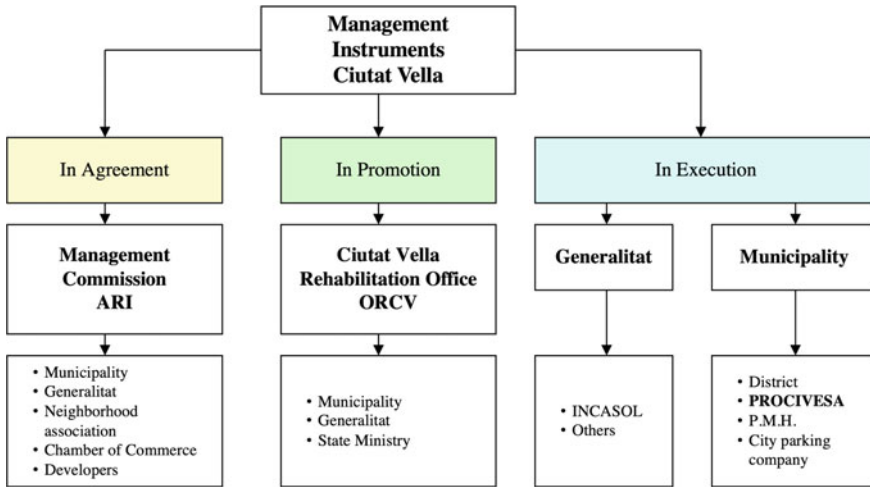 Management
Instruments
Ciutat Vella
In Agreement
In Promotion
In Execution
Management
Commission
ARI
Ciutat Vella
Rehabilitation Office
ORCV
Generalitat
Municipality
• Municipality
• Generalitat
• Neighborhood
association
• Chamber of Commerce
• Developers
• Municipality
• Generalitat
• State Ministry
• INCASOL
• Others
• District
• PROCIVESA
• P.M.H.
• City parking
company